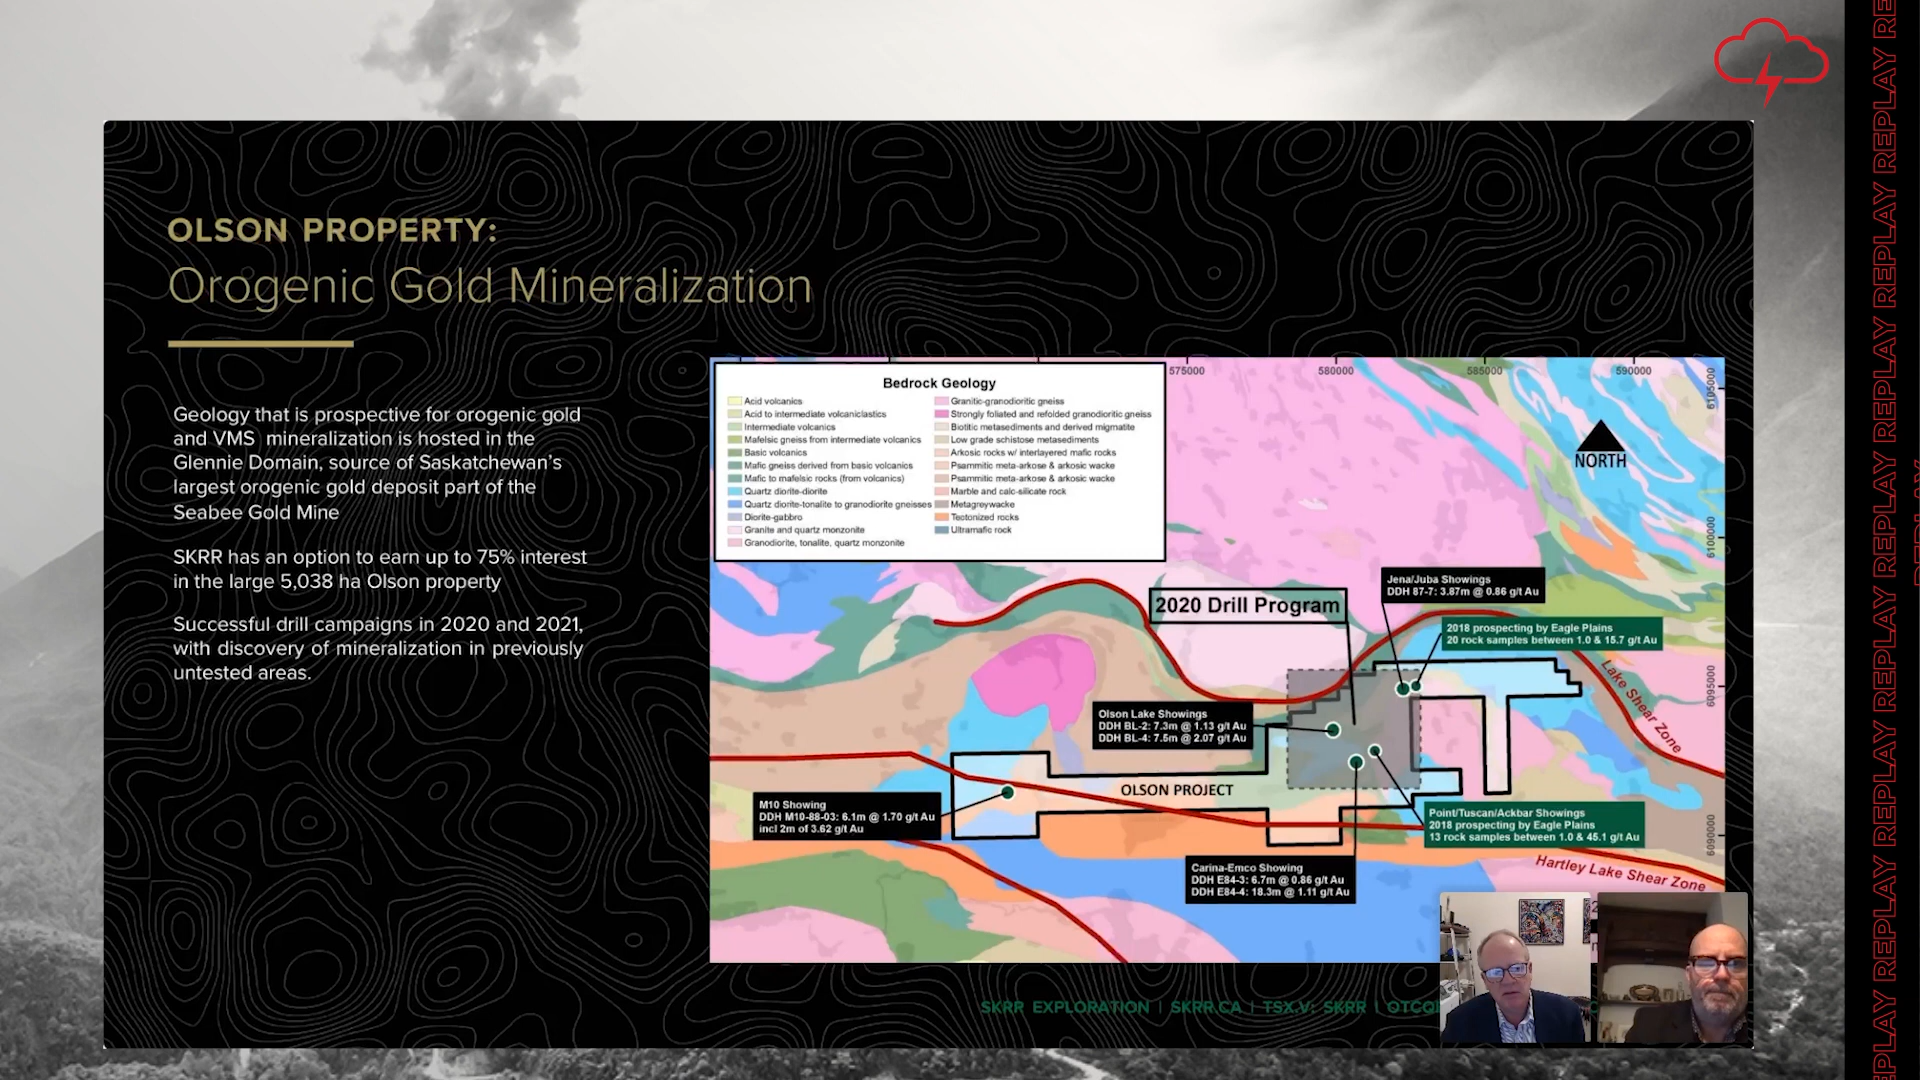 OLSON PROPERTY:
Orogenic Gold Mineralization
Geology that is prospective for orogenic gold
and VMS mineralization is hosted in the
Glennie Domain, source of Saskatchewan's
largest orogenic gold deposit part of the
Seabee Gold Mine
SKRR has an option to earn up to 75% interest
in the large 5,038 ha Olson property
Successful drill campaigns in 2020 and 2021,
with discovery of mineralization in previously
untested areas.
Bedrock Geology
Acid volcanics
Acid to intermediate volcaniclastics
Intermediate volcanics
Mafelsic gneiss from intermediate volcanics
Basic volcanics
Mafic gneiss derived from basic volcanics
Mafic to mafelsic rocks (from volcanics)
Quartz diorite-diorite
Quartz diorite-tonalite to granodiorite gneisses
Diorite-gabbro
Granite and quartz monzonite
Granodiorite, tonalite, quartz monzonite
Granitic-granodioritic gneiss
Strongly foliated and refolded granodioritic gneiss
Biotitic metasediments and derived migmatite
Low grade schistose metasediments
Arkosic rocks w/ interlayered mafic rocks
Psammitic meta-arkose & arkosic wacke
Psammitic meta-arkose & arkosic wacke
Marble and calc-silicate rock
Metagreywacke
Tectonized rocks
Ultramafic rock
575000
580000
585000
590000
6105000
6100000
6095000
6090000
NORTH
2020 Drill Program
Jena/Juba Showings
DDH 87-7: 3.87m @ 0.86 g/t Au
2018 prospecting by Eagle Plains
20 rock samples between 1.0 & 15.7 g/t Au
Lake Shear Zone
Olson Lake Showings
DDH BL-2: 7.3m @ 1.13 g/t Au
DDH BL-4: 7.5m @ 2.07 g/t Au
OLSON PROJECT
M10 Showing
DDH M10-88-03: 6.1m @ 1.70 g/t Au
incl 2m of 3.62 g/t Au
Point/Tuscan/Ackbar Showings
2018 prospecting by Eagle Plains
13 rock samples between 1.0 & 45.1 g/t Au
Carina-Emco Showing
DDH E84-3: 6.7m @ 0.86 g/t Au
DDH E84-4: 18.3m @ 1.11 g/t Au
Hartley Lake Shear Zone
SKRR EXPLORATION | SKRR.CA | TSX.V: SKRR |
REPLAY REPLAY REPLAY REPLAY REPLAY REPLAY REPLAY REPLAY
REPLAY